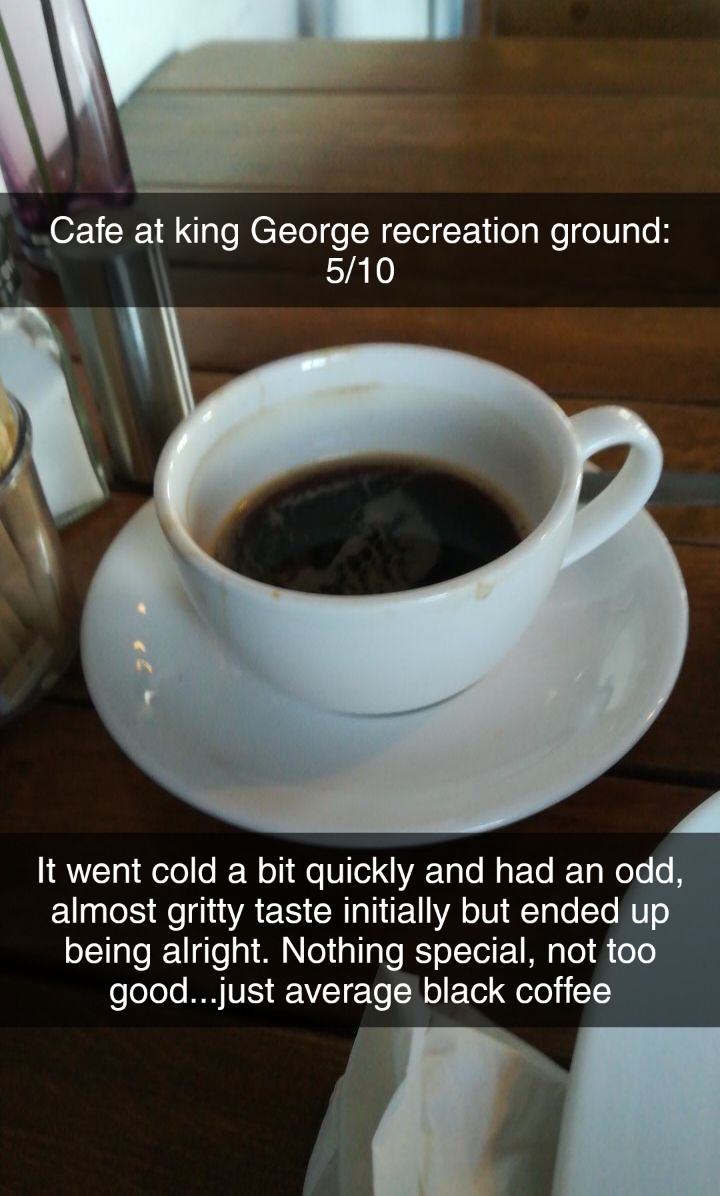 Cafe at king George recreation ground:
5/10
It went cold a bit quickly and had an odd,
almost gritty taste initially but ended up
being alright. Nothing special, not too
good...just average black coffee